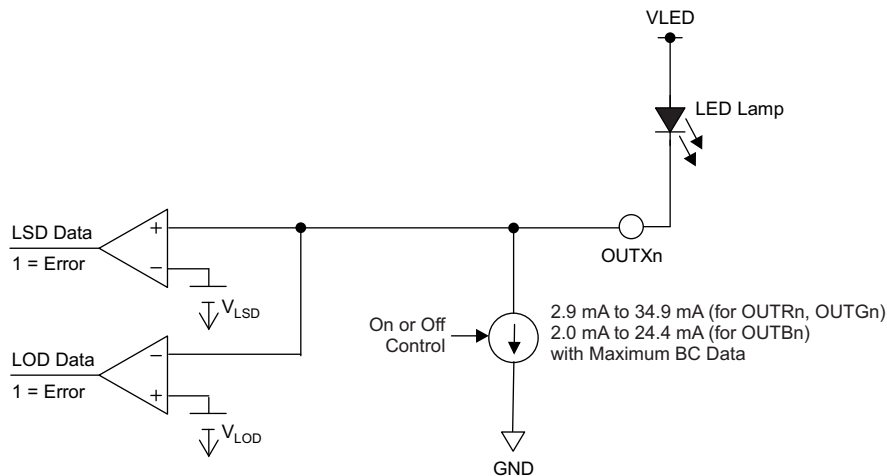 VLED
LED Lamp
OUTXn
LSD Data
1 = Error
+
−
VLSD
LOD Data
1 = Error
−
+
VLOD
On or Off
Control
2.9 mA to 34.9 mA (for OUTRn, OUTGn)
2.0 mA to 24.4 mA (for OUTBn)
with Maximum BC Data
GND